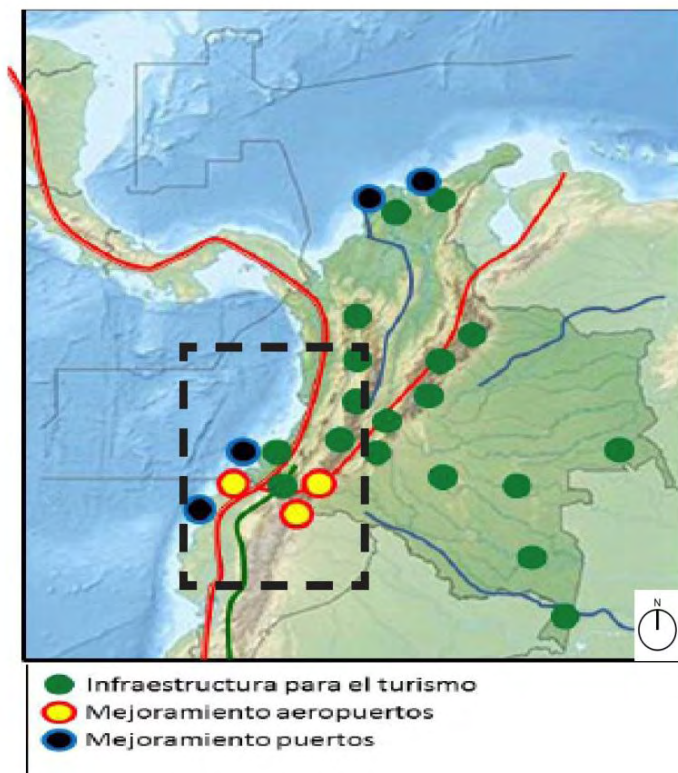 N
Infraestructura para el turismo
Mejoramiento aeropuertos
Mejoramiento puertos